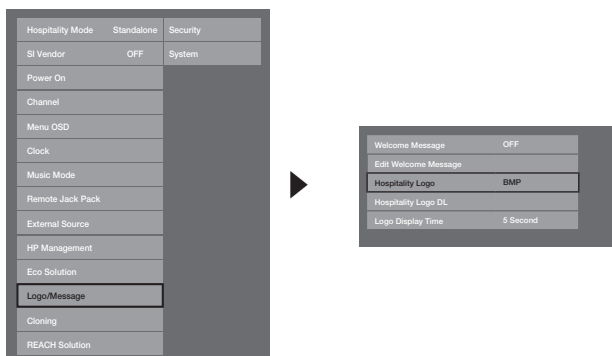 Hospitality Mode Standalone Security
SI Vendor OFF System
Power On
Channel
Menu OSD
Clock
Music Mode
Remote Jack Pack
External Source
HP Management
Eco Solution
Logo/Message
Cloning
REACH Solution
Welcome Message OFF
Edit Welcome Message
Hospitality Logo BMP
Hospitality Logo DL
Logo Display Time 5 Second